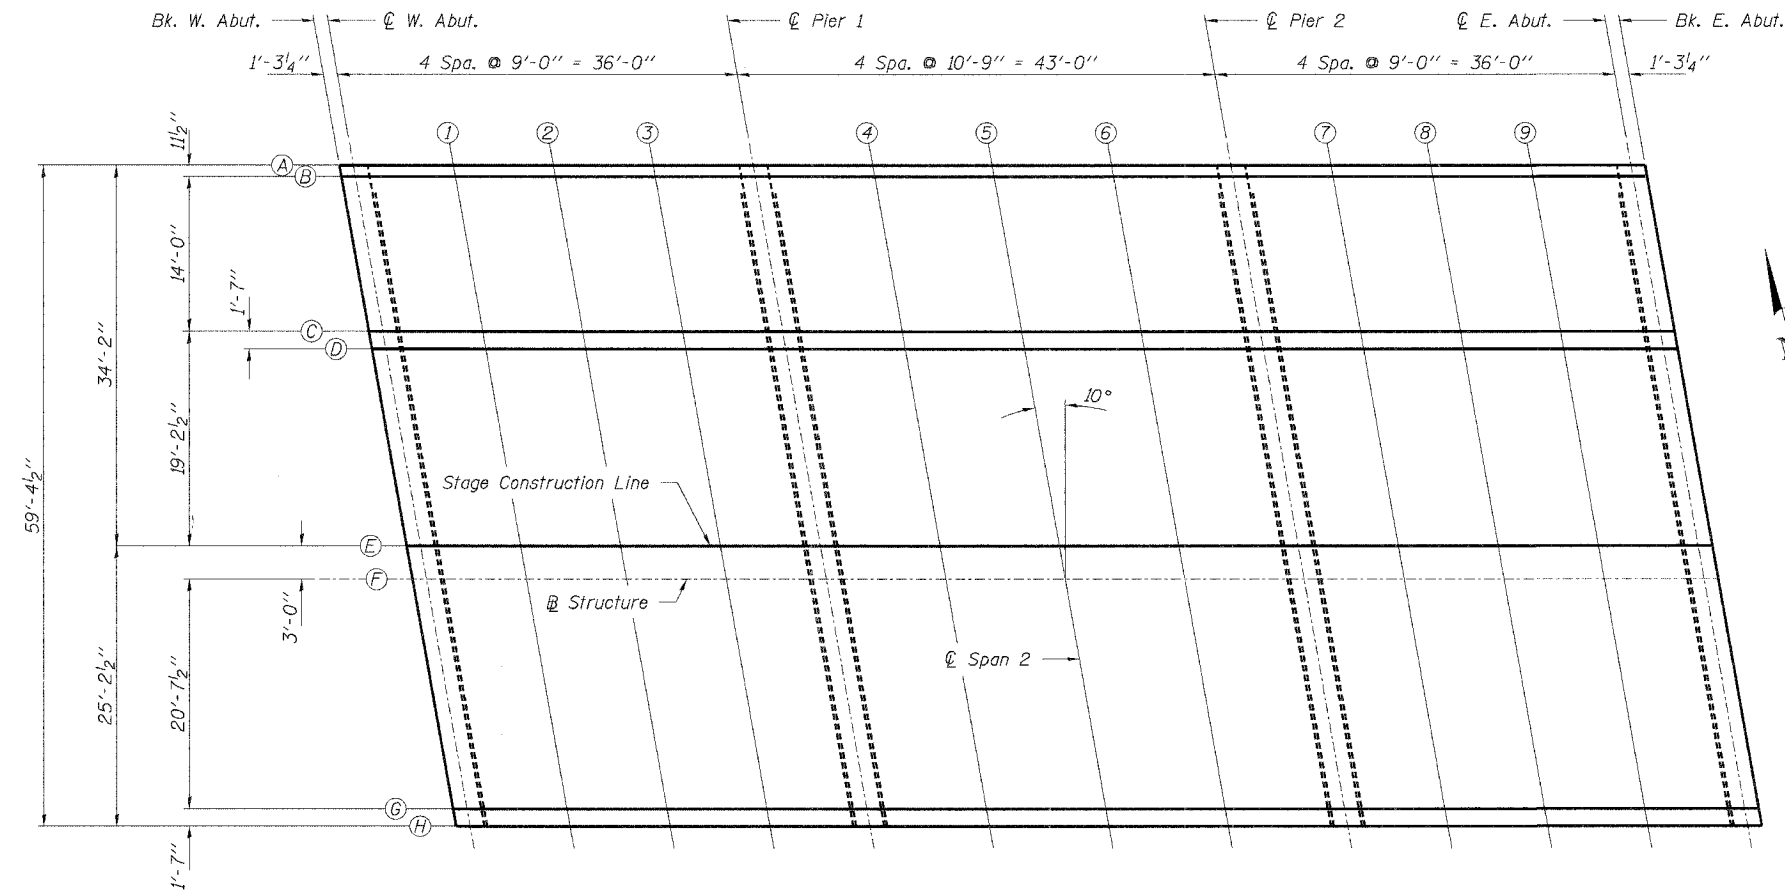 Bk. W. Abut.
℄ W. Abut.
℄ Pier 1
℄ Pier 2
℄ E. Abut.
Bk. E. Abut.
1'-3¼''
4 Spa. @ 9'-0'' = 36'-0''
4 Spa. @ 10'-9'' = 43'-0''
4 Spa. @ 9'-0'' = 36'-0''
1'-3¼''
11½''
1
2
3
4
5
6
7
8
9
A
B
14'-0''
1'-7''
C
D
34'-2''
10°
19'-2½''
59'-4½''
Stage Construction Line
E
F
3'-0''
℔ Structure
℄ Span 2
25'-2½''
20'-7½''
G
H
1'-7''